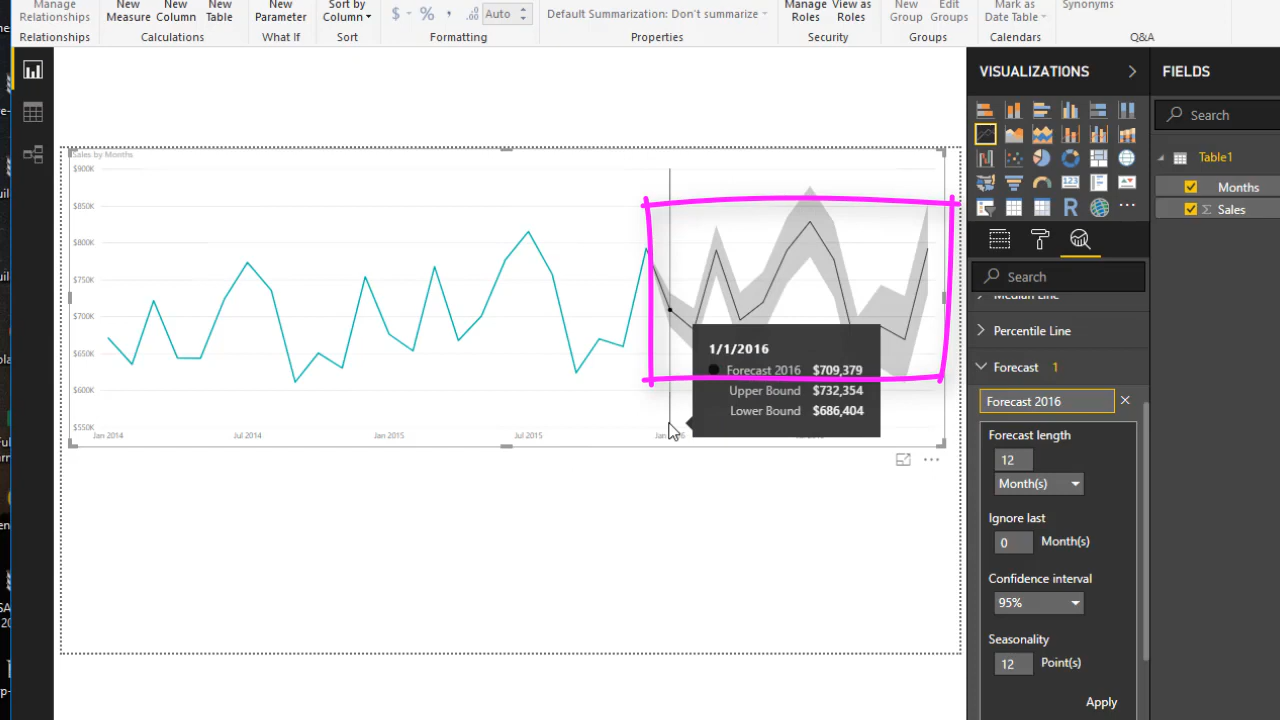 Manage
Relationships
New
Measure
New
Column
New
Table
New
Parameter
Sort by
Column
$ % , .00 Auto
Default Summarization: Don't summarize
Manage
Roles
View as
Roles
New
Group
Edit
Groups
Mark as
Date Table
Synonyms
Relationships
Calculations
What If
Sort
Formatting
Properties
Security
Groups
Calendars
Q&A
VISUALIZATIONS
FIELDS
Search
Table1
Months
Σ Sales
Sales by Months
$900K
$850K
$800K
$750K
$700K
$650K
$600K
$550K
Jan 2014
Jul 2014
Jan 2015
Jul 2015
1/1/2016
Forecast 2016 $709,379
Upper Bound $732,354
Lower Bound $686,404
123
R
Search
Median Line
Percentile Line
Forecast 1
Forecast 2016
Forecast length
12
Month(s)
Ignore last
0 Month(s)
Confidence interval
95%
Seasonality
12 Point(s)
Apply